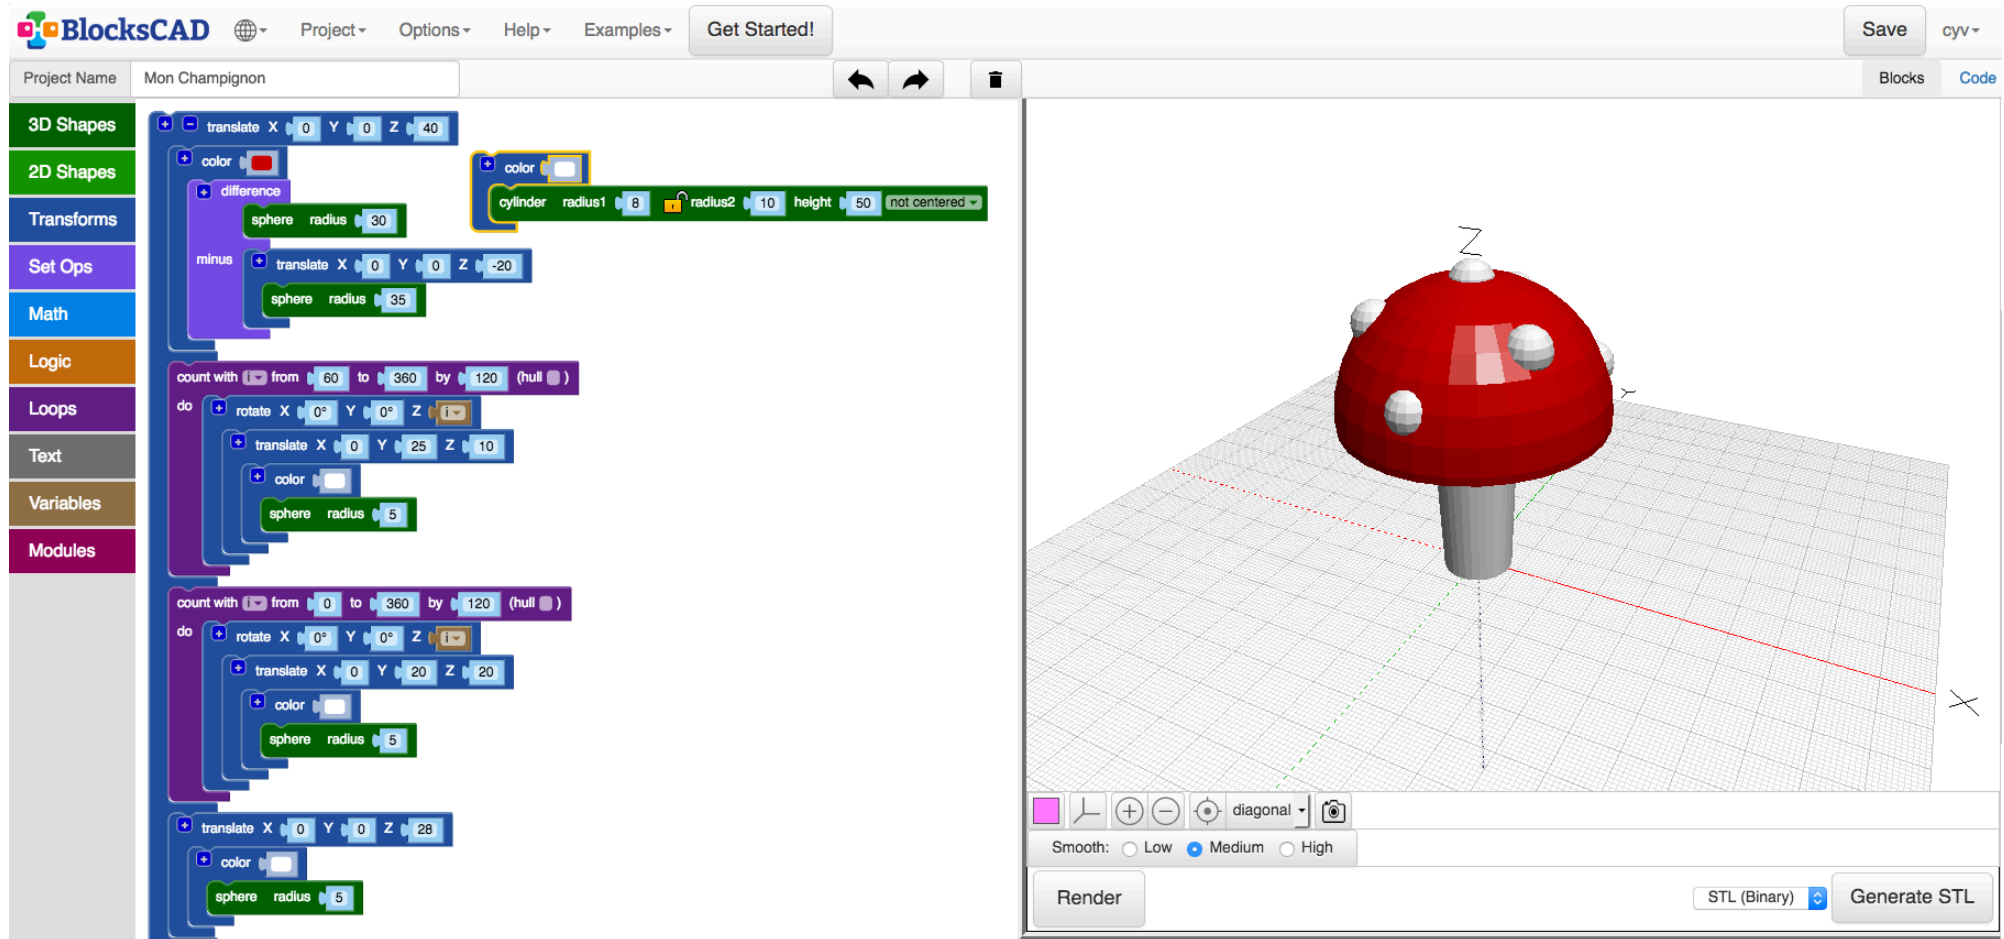 BlocksCAD Project Options Help Examples Get Started! Save cyv
Project Name Mon Champignon Blocks Code
3D Shapes
2D Shapes
Transforms
Set Ops
Math
Logic
Loops
Text
Variables
Modules
+ - translate X 0 Y 0 Z 40
+ color
+ difference
sphere radius 30
minus + translate X 0 Y 0 Z -20
sphere radius 35
+ color
cylinder radius1 8 radius2 10 height 50 not centered
count with i from 60 to 360 by 120 (hull )
do + rotate X 0° Y 0° Z i
+ translate X 0 Y 25 Z 10
+ color
sphere radius 5
count with i from 0 to 360 by 120 (hull )
do + rotate X 0° Y 0° Z i
+ translate X 0 Y 20 Z 20
+ color
sphere radius 5
+ translate X 0 Y 0 Z 28
+ color
sphere radius 5
Z
Y
X
diagonal
Smooth: Low Medium High
Render STL (Binary) Generate STL